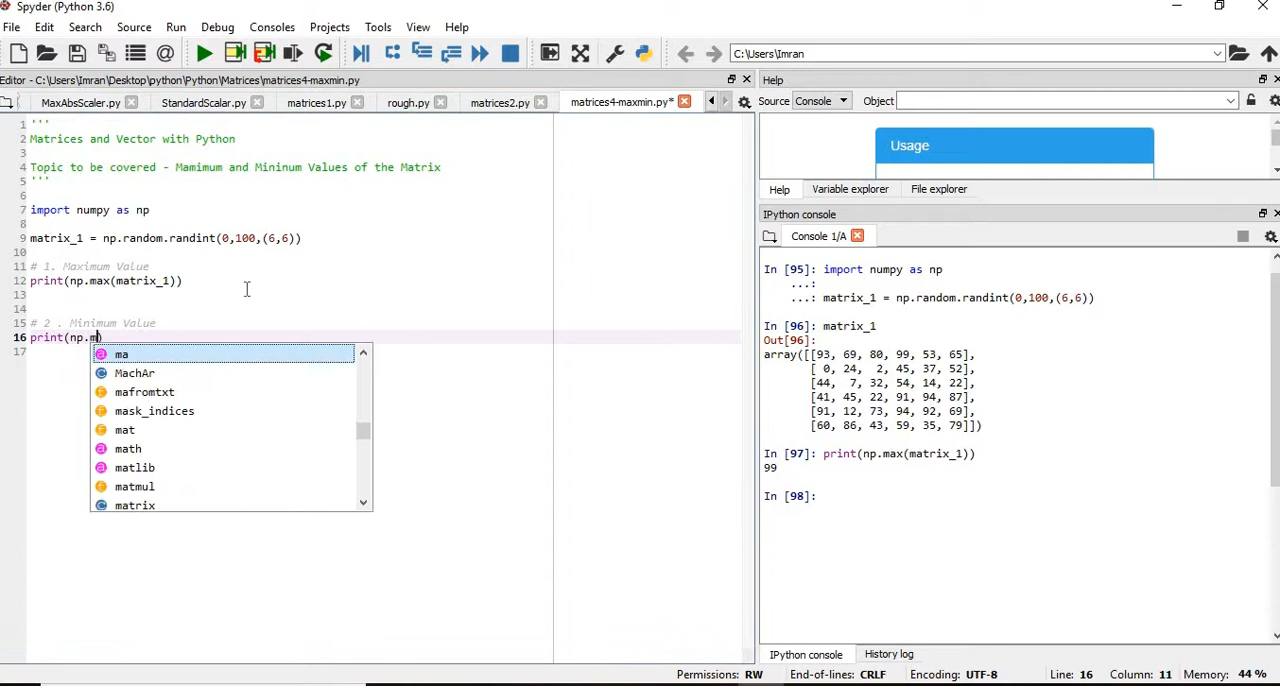 Spyder (Python 3.6)
File Edit Search Source Run Debug Consoles Projects Tools View Help
C:\Users\Imran
Editor - C:\Users\Imran\Desktop\python\Python\Matrices\matrices4-maxmin.py
MaxAbsScaler.py StandardScalar.py matrices1.py rough.py matrices2.py matrices4-maxmin.py*
1 '''
2 Matrices and Vector with Python
3
4 Topic to be covered - Mamimum and Mininum Values of the Matrix
5 '''
6
7 import numpy as np
8
9 matrix_1 = np.random.randint(0,100,(6,6))
10
11 # 1. Maximum Value
12 print(np.max(matrix_1))
13
14
15 # 2 . Minimum Value
16 print(np.m)
17
ma
MachAr
mafromtxt
mask_indices
mat
math
matlib
matmul
matrix
Help
Source Console Object
Usage
Help Variable explorer File explorer
IPython console
Console 1/A
In [95]: import numpy as np
...:
...: matrix_1 = np.random.randint(0,100,(6,6))
In [96]: matrix_1
Out[96]:
array([[93, 69, 80, 99, 53, 65],
[ 0, 24,  2, 45, 37, 52],
[44,  7, 32, 54, 14, 22],
[41, 45, 22, 91, 94, 87],
[91, 12, 73, 94, 92, 69],
[60, 86, 43, 59, 35, 79]])
In [97]: print(np.max(matrix_1))
99
In [98]:
IPython console History log
Permissions: RW End-of-lines: CRLF Encoding: UTF-8 Line: 16 Column: 11 Memory: 44 %